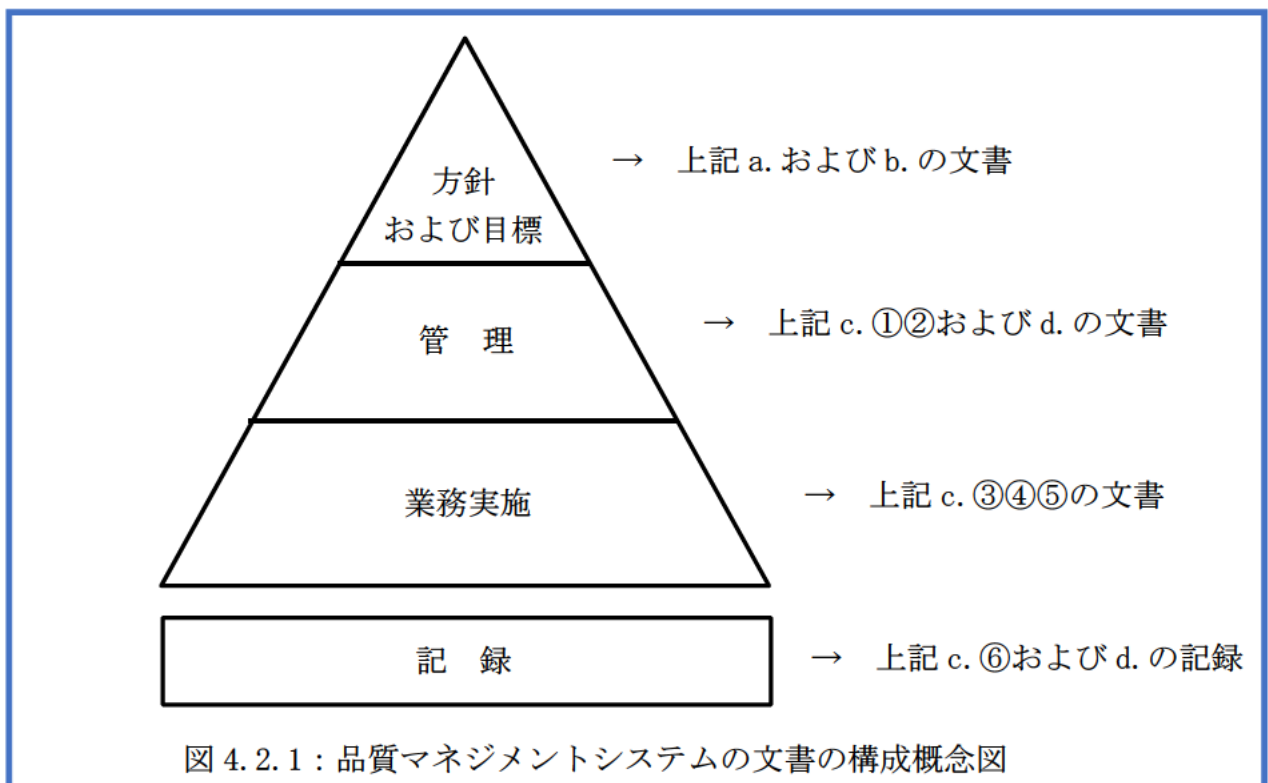 方針
および目標
→ 上記 a.および b.の文書
管 理
→ 上記 c.①②および d.の文書
業務実施
→ 上記 c.③④⑤の文書
記 録
→ 上記 c.⑥および d.の記録
図 4.2.1：品質マネジメントシステムの文書の構成概念図